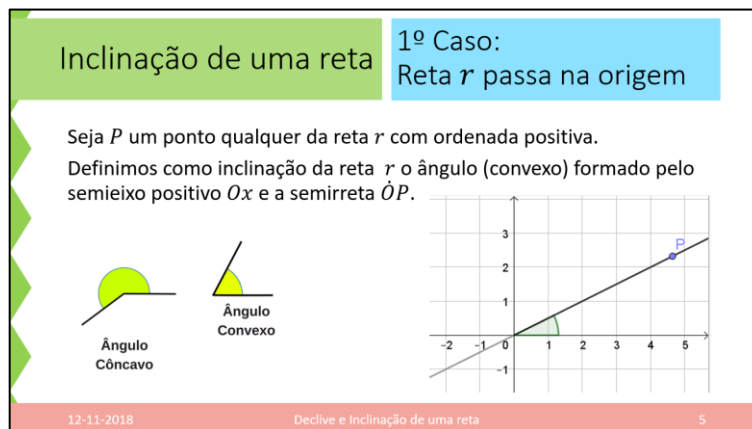 Inclinação de uma reta
1º Caso:
Reta r passa na origem
Seja P um ponto qualquer da reta r com ordenada positiva.
Definimos como inclinação da reta r o ângulo (convexo) formado pelo
semieixo positivo Ox e a semirreta ȮP.
Ângulo
Côncavo
Ângulo
Convexo
3
2
1
-1
-2
-1
0
1
2
3
4
5
P
12-11-2018
Declive e Inclinação de uma reta
5